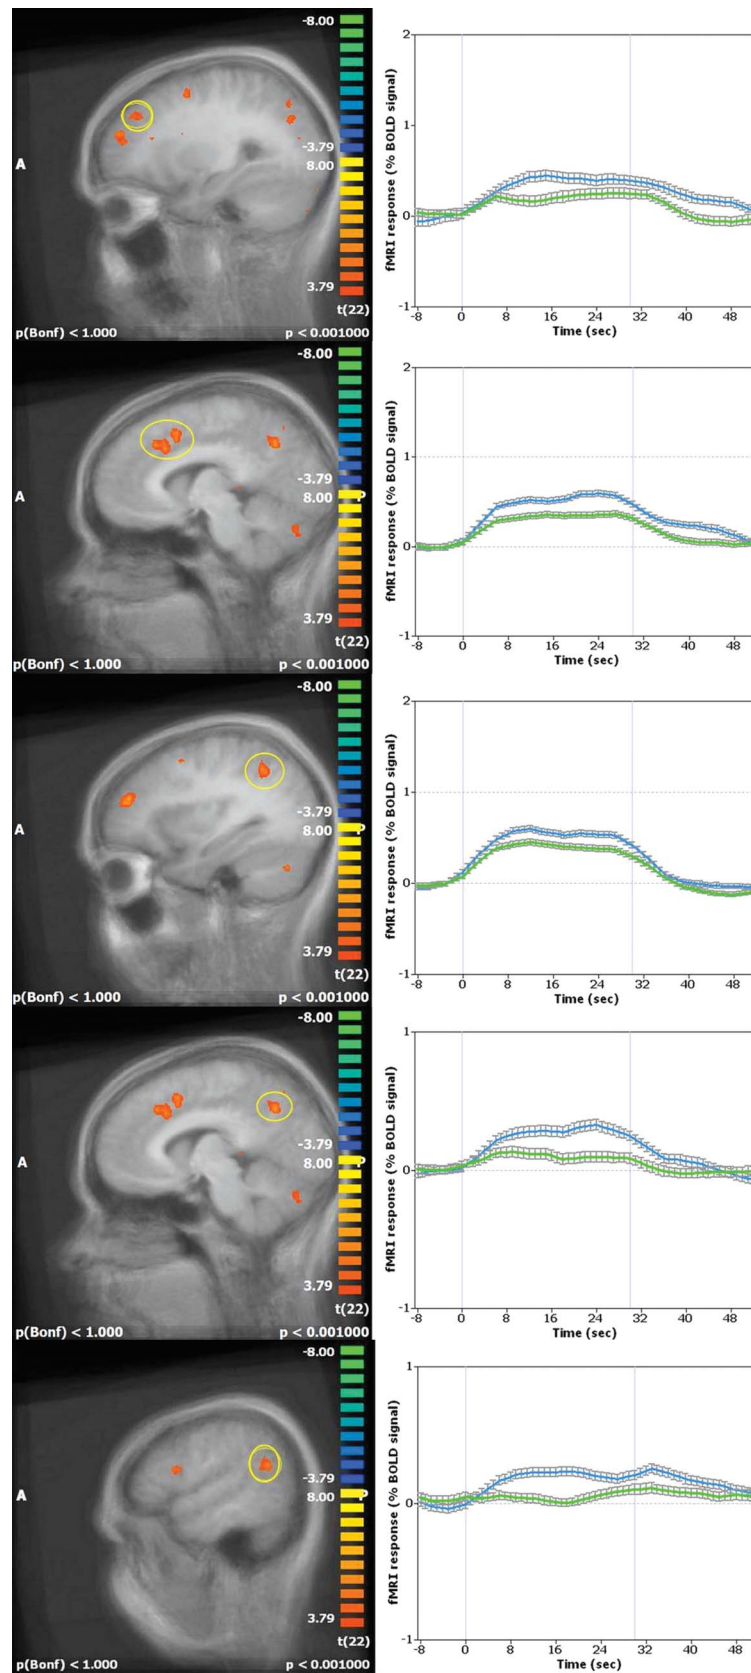 -8.00
-3.79
8.00
3.79
t(22)
A
p(Bonf) < 1.000
p < 0.001000
fMRI response (% BOLD signal)
2
1
0
-1
-8 0 8 16 24 32 40 48
Time (sec)
-8.00
-3.79
8.00
3.79
t(22)
A
P
p(Bonf) < 1.000
p < 0.001000
fMRI response (% BOLD signal)
2
1
0
-1
-8 0 8 16 24 32 40 48
Time (sec)
-8.00
-3.79
8.00
3.79
t(22)
A
P
p(Bonf) < 1.000
p < 0.001000
fMRI response (% BOLD signal)
2
1
0
-1
-8 0 8 16 24 32 40 48
Time (sec)
-8.00
-3.79
8.00
3.79
t(22)
A
P
p(Bonf) < 1.000
p < 0.001000
fMRI response (% BOLD signal)
1
0
-1
-8 0 8 16 24 32 40 48
Time (sec)
-8.00
-3.79
8.00
3.79
t(22)
A
P
p(Bonf) < 1.000
p < 0.001000
fMRI response (% BOLD signal)
1
0
-1
-8 0 8 16 24 32 40 48
Time (sec)